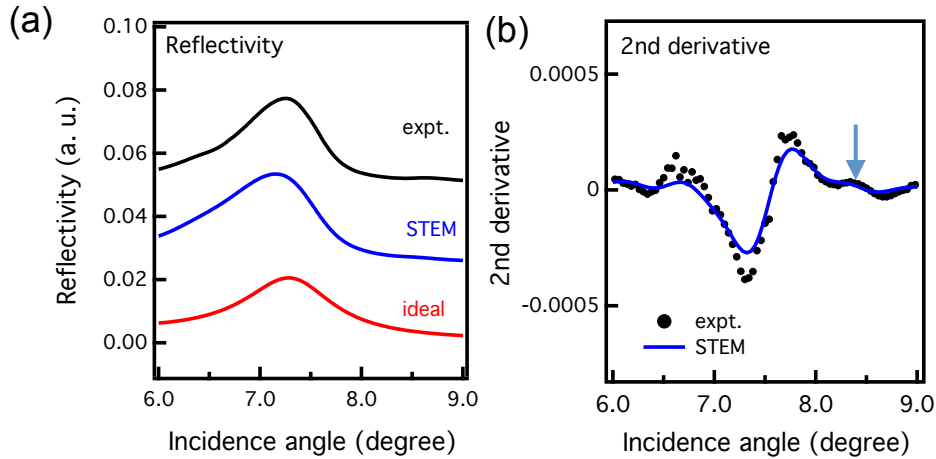 (a)
Reflectivity
0.10
0.08
0.06
0.04
0.02
0.00
Reflectivity (a. u.)
expt.
STEM
ideal
6.0 7.0 8.0 9.0
Incidence angle (degree)
(b)
2nd derivative
0.0005
0
-0.0005
2nd derivative
expt.
STEM
6.0 7.0 8.0 9.0
Incidence angle (degree)